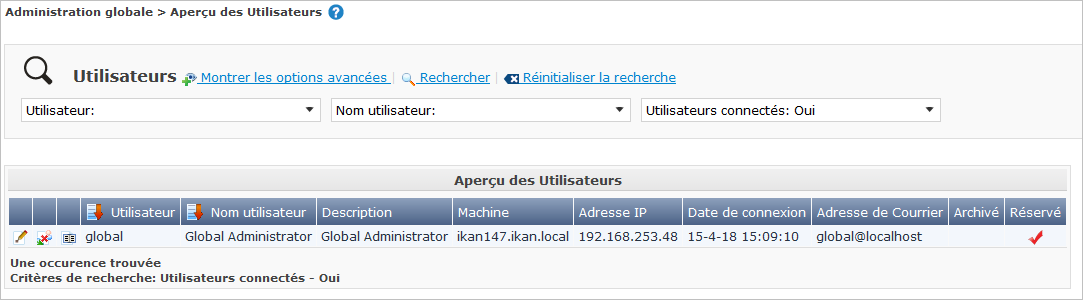 Administration globale > Aperçu des Utilisateurs ?
Utilisateurs Montrer les options avancées | Rechercher | Réinitialiser la recherche
Utilisateur: Nom utilisateur: Utilisateurs connectés: Oui
Aperçu des Utilisateurs
Utilisateur Nom utilisateur Description Machine Adresse IP Date de connexion Adresse de Courrier Archivé Réservé
global Global Administrator Global Administrator ikan147.ikan.local 192.168.253.48 15-4-18 15:09:10 global@localhost
Une occurence trouvée
Critères de recherche: Utilisateurs connectés - Oui